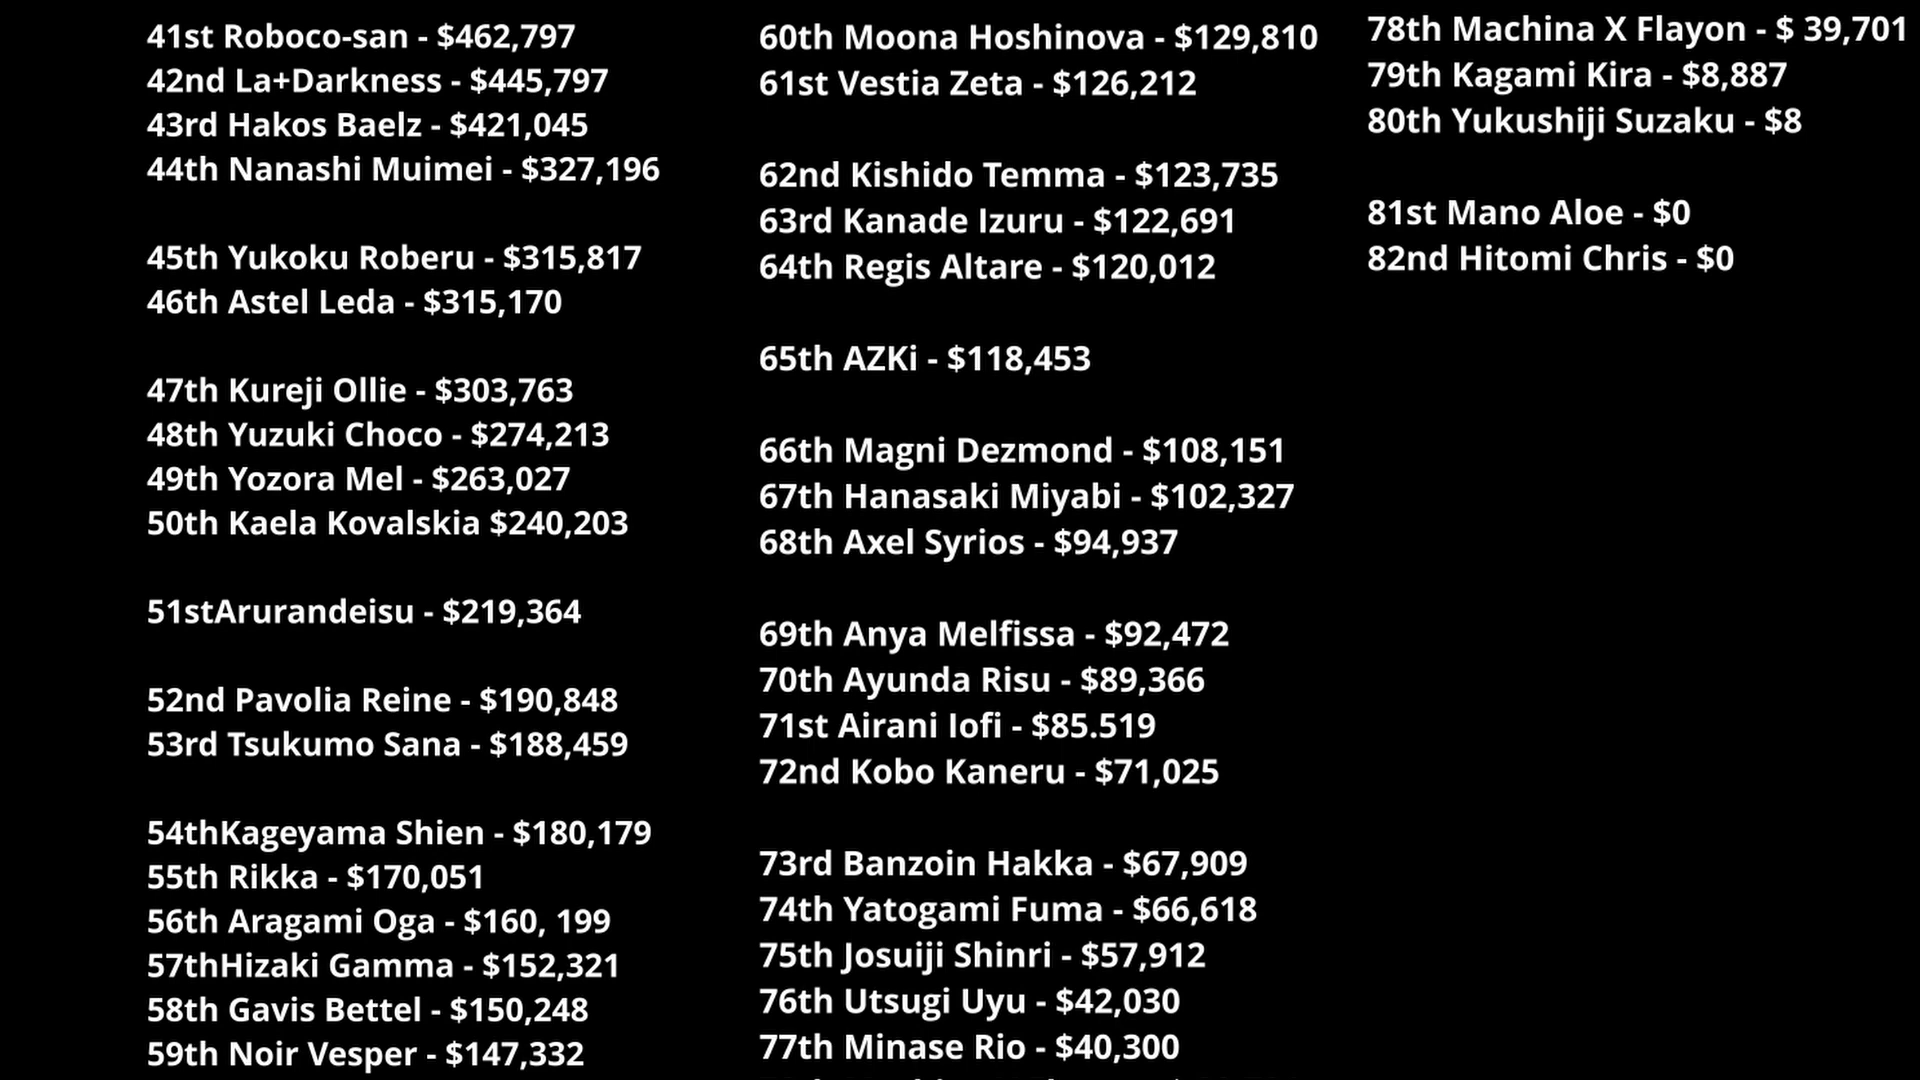 41st Roboco-san - $462,797
42nd La+Darkness - $445,797
43rd Hakos Baelz - $421,045
44th Nanashi Muimei - $327,196
45th Yukoku Roberu - $315,817
46th Astel Leda - $315,170
47th Kureji Ollie - $303,763
48th Yuzuki Choco - $274,213
49th Yozora Mel - $263,027
50th Kaela Kovalskia $240,203
51stArurandeisu - $219,364
52nd Pavolia Reine - $190,848
53rd Tsukumo Sana - $188,459
54thKageyama Shien - $180,179
55th Rikka - $170,051
56th Aragami Oga - $160, 199
57thHizaki Gamma - $152,321
58th Gavis Bettel - $150,248
59th Noir Vesper - $147,332
60th Moona Hoshinova - $129,810
61st Vestia Zeta - $126,212
62nd Kishido Temma - $123,735
63rd Kanade Izuru - $122,691
64th Regis Altare - $120,012
65th AZKi - $118,453
66th Magni Dezmond - $108,151
67th Hanasaki Miyabi - $102,327
68th Axel Syrios - $94,937
69th Anya Melfissa - $92,472
70th Ayunda Risu - $89,366
71st Airani Iofi - $85.519
72nd Kobo Kaneru - $71,025
73rd Banzoin Hakka - $67,909
74th Yatogami Fuma - $66,618
75th Josuiji Shinri - $57,912
76th Utsugi Uyu - $42,030
77th Minase Rio - $40,300
78th Machina X Flayon - $ 39,701
79th Kagami Kira - $8,887
80th Yukushiji Suzaku - $8
81st Mano Aloe - $0
82nd Hitomi Chris - $0